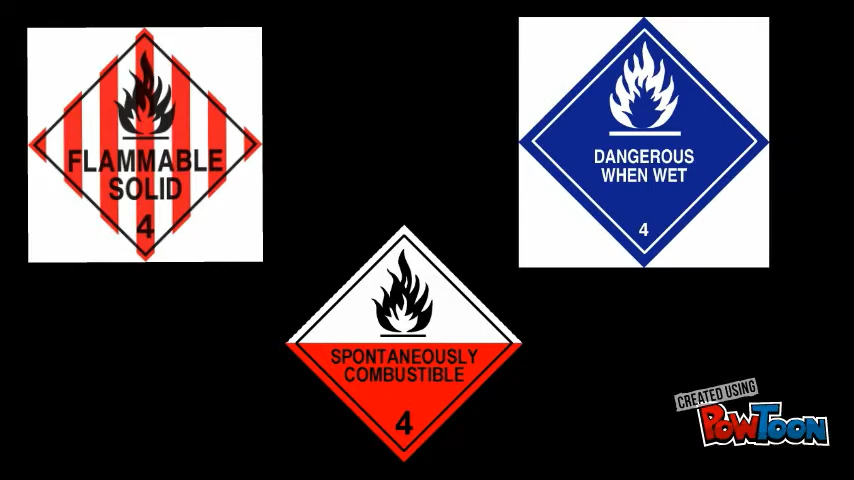 FLAMMABLE
SOLID
4
DANGEROUS
WHEN WET
4
SPONTANEOUSLY
COMBUSTIBLE
4
CREATED USING
POWTOON